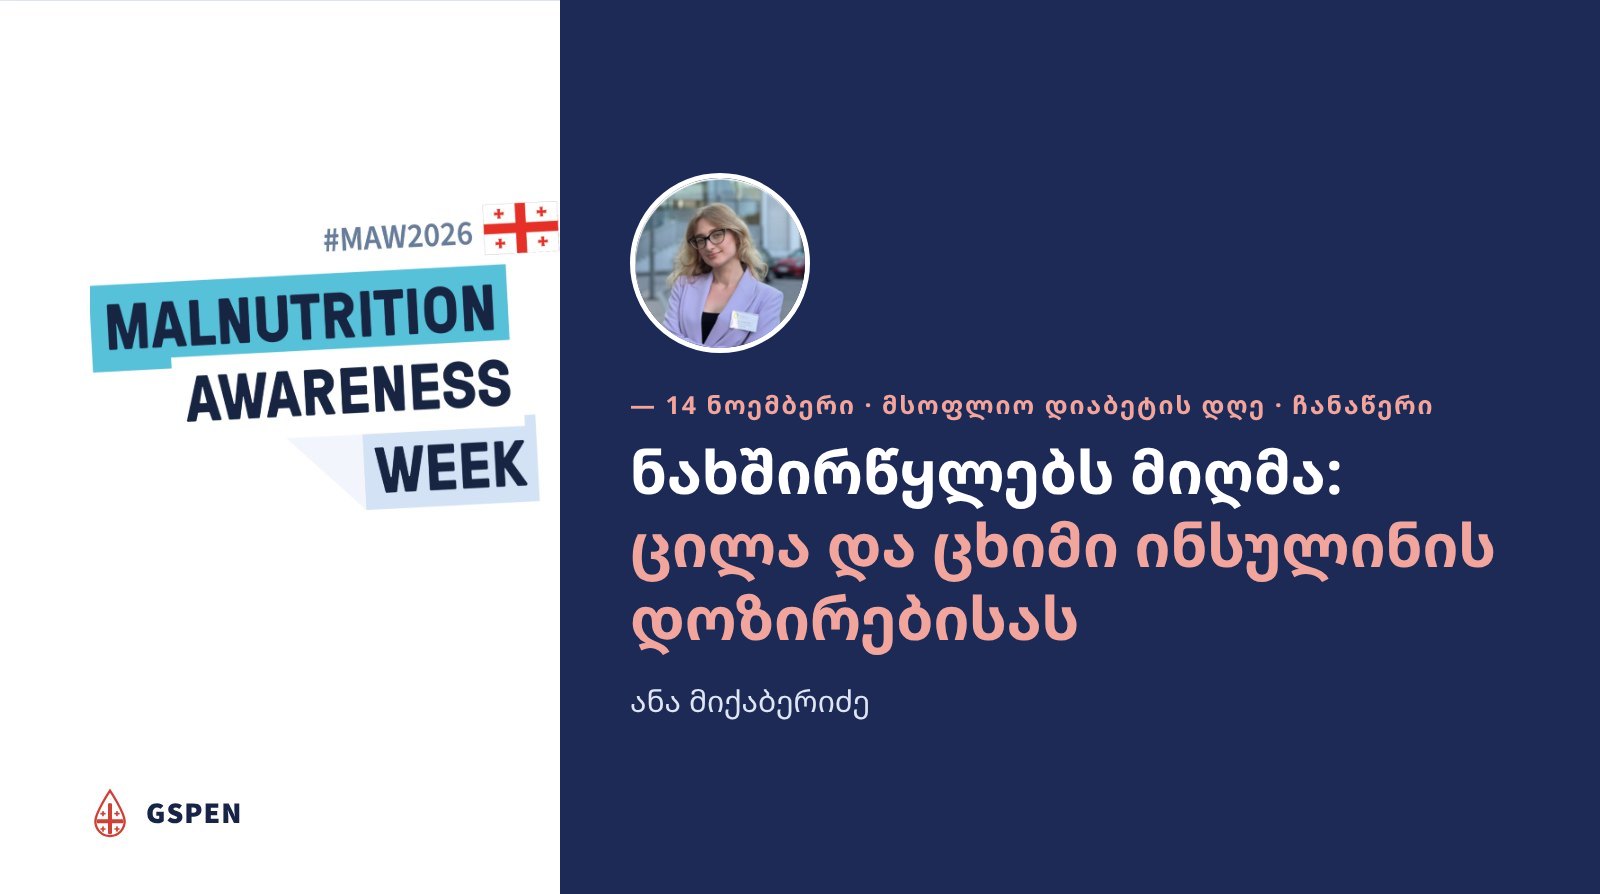 #MAW2026
MALNUTRITION
AWARENESS
WEEK
GSPEN
— 14 ნოემბერი · მსოფლიო დიაბეტის დღე · ჩანაწერი
ნახშირწყლებს მიღმა:
ცილა და ცხიმი ინსულინის
დოზირებისას
ანა მიქაბერიძე